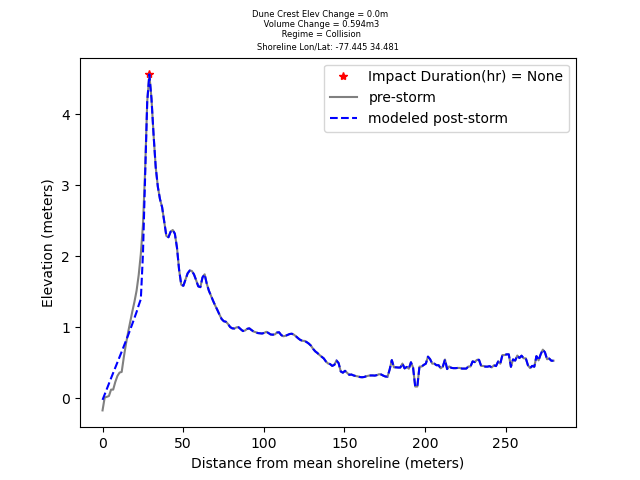 Dune Crest Elev Change = 0.0m
Volume Change = 0.594m3
Regime = Collision
Shoreline Lon/Lat: -77.445 34.481
Impact Duration(hr) = None
pre-storm
modeled post-storm
Elevation (meters)
4
3
2
1
0
0 50 100 150 200 250
Distance from mean shoreline (meters)